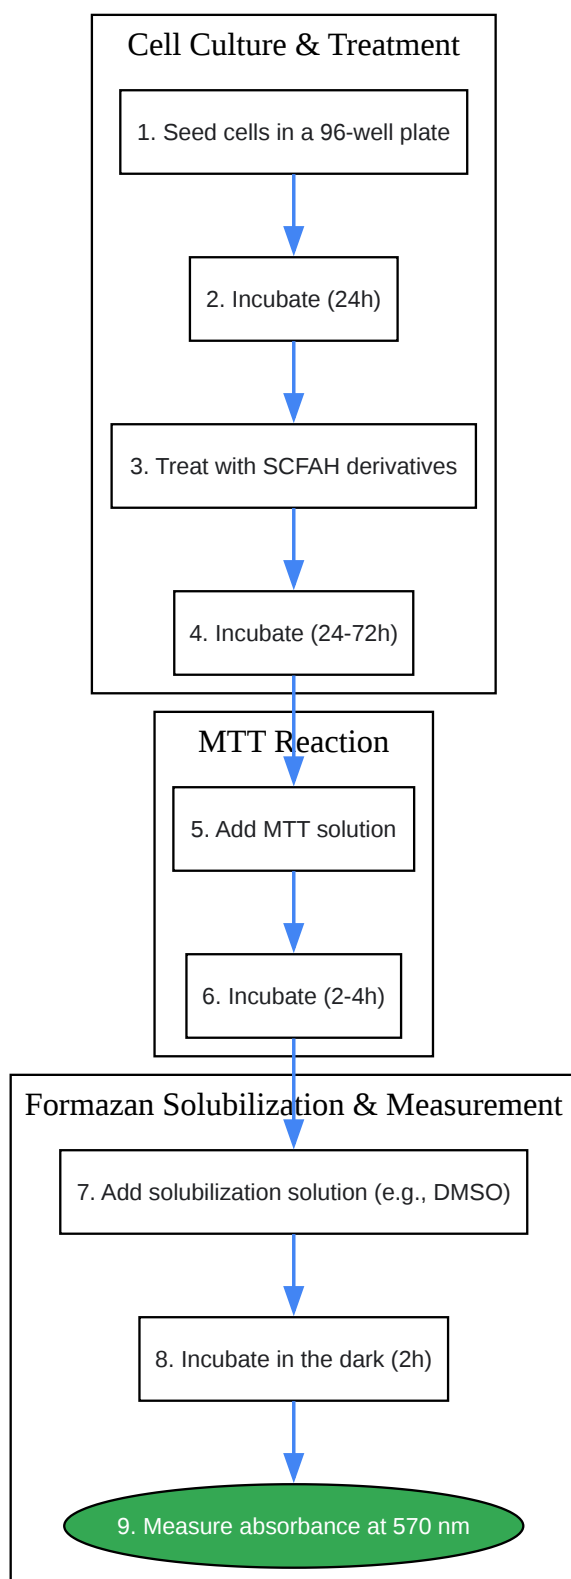 Cell Culture & Treatment
1. Seed cells in a 96-well plate
2. Incubate (24h)
3. Treat with SCFAH derivatives
4. Incubate (24-72h)
MTT Reaction
5. Add MTT solution
6. Incubate (2-4h)
Formazan Solubilization & Measurement
7. Add solubilization solution (e.g., DMSO)
8. Incubate in the dark (2h)
9. Measure absorbance at 570 nm